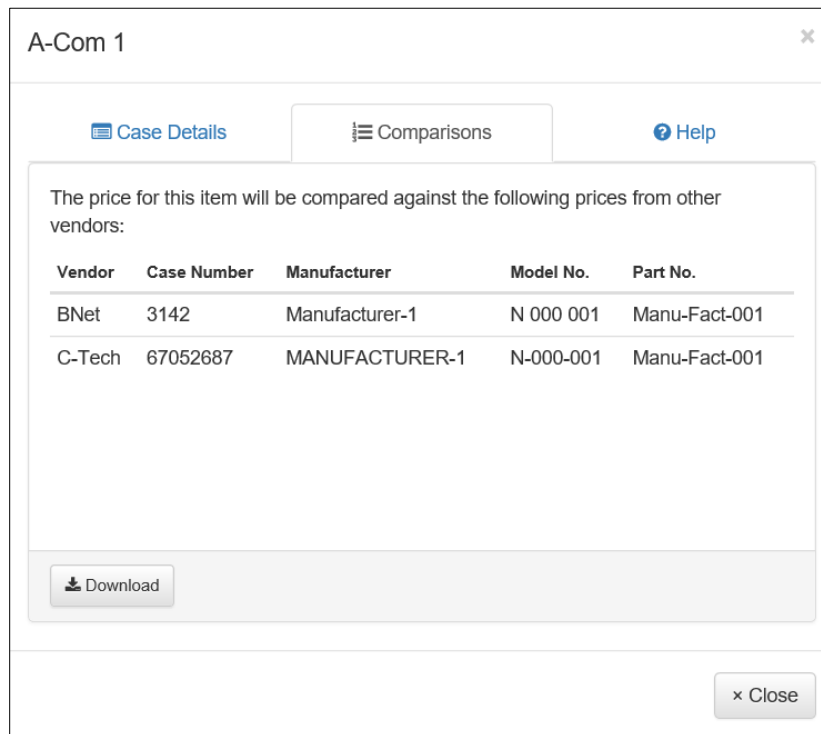 A-Com 1 ×
Case Details Comparisons Help
The price for this item will be compared against the following prices from other
vendors:
Vendor Case Number Manufacturer Model No. Part No.
BNet 3142 Manufacturer-1 N 000 001 Manu-Fact-001
C-Tech 67052687 MANUFACTURER-1 N-000-001 Manu-Fact-001
Download
× Close